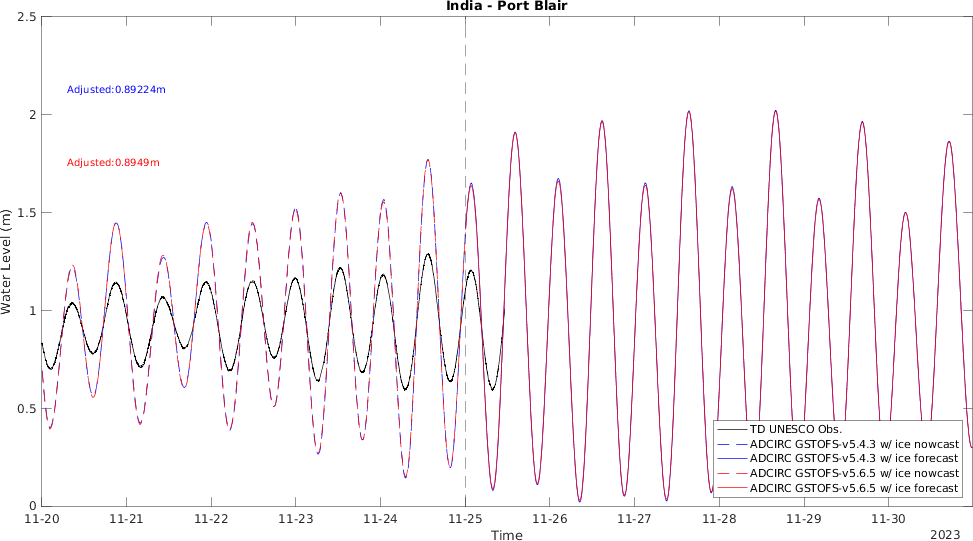 India - Port Blair
2.5
2
1.5
1
0.5
0
Water Level (m)
Adjusted:0.89224m
Adjusted:0.8949m
TD UNESCO Obs.
ADCIRC GSTOFS-v5.4.3 w/ ice nowcast
ADCIRC GSTOFS-v5.4.3 w/ ice forecast
ADCIRC GSTOFS-v5.6.5 w/ ice nowcast
ADCIRC GSTOFS-v5.6.5 w/ ice forecast
11-20 11-21 11-22 11-23 11-24 11-25 11-26 11-27 11-28 11-29 11-30
Time
2023